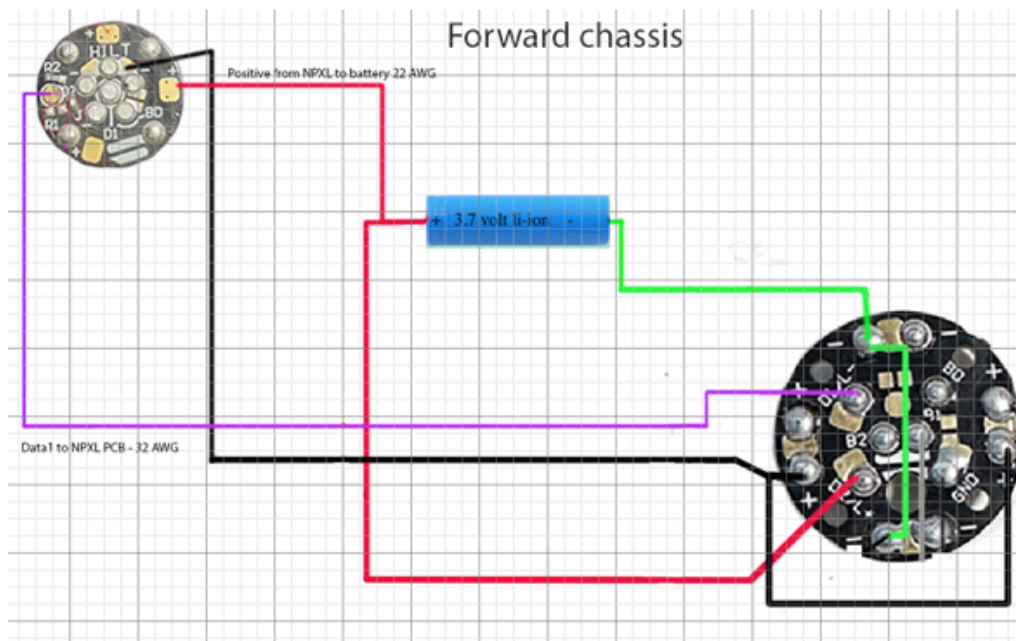 Forward chassis
HILT
R2
Positive from NPXL to battery 22 AWG
R1
J
D1
BD
+ 3.7 volt li-ion -
BD
B1
B2
GND
Data1 to NPXL PCB - 32 AWG